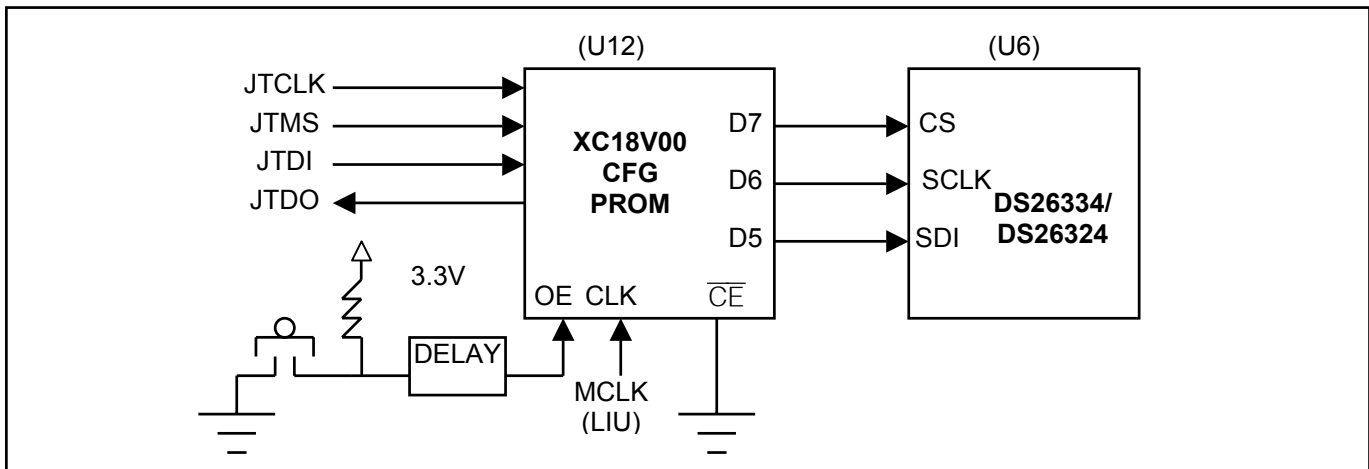 (U12)
(U6)
JTCLK
JTMS
JTDI
JTDO
XC18V00
CFG
PROM
D7
D6
D5
CS
SCLK
SDI
DS26334/
DS26324
3.3V
OE CLK C̅E̅
DELAY
MCLK
(LIU)